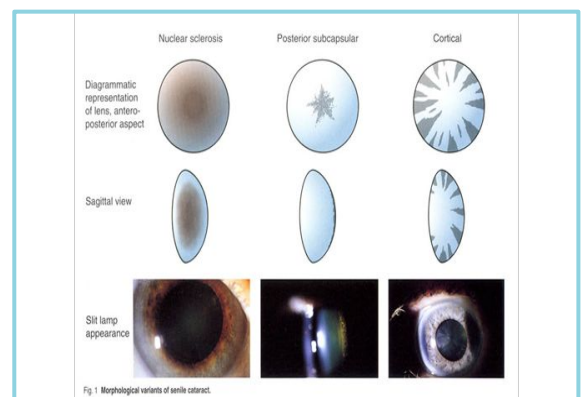 Nuclear sclerosis
Posterior subcapsular
Cortical
Diagrammatic
representation
of lens, antero-
posterior aspect
Sagittal view
Slit lamp
appearance
Fig. 1 Morphological variants of senile cataract.